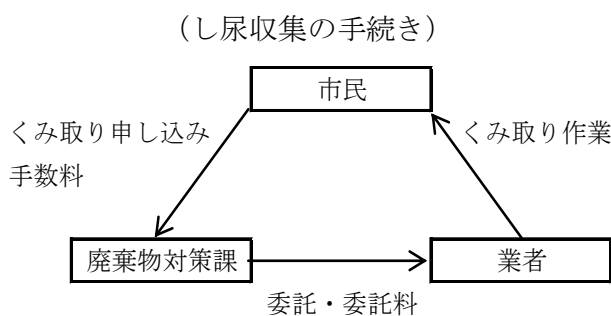 (し尿収集の手続き)
市民
くみ取り申し込み
手数料
くみ取り作業
廃棄物対策課
業者
委託・委託料